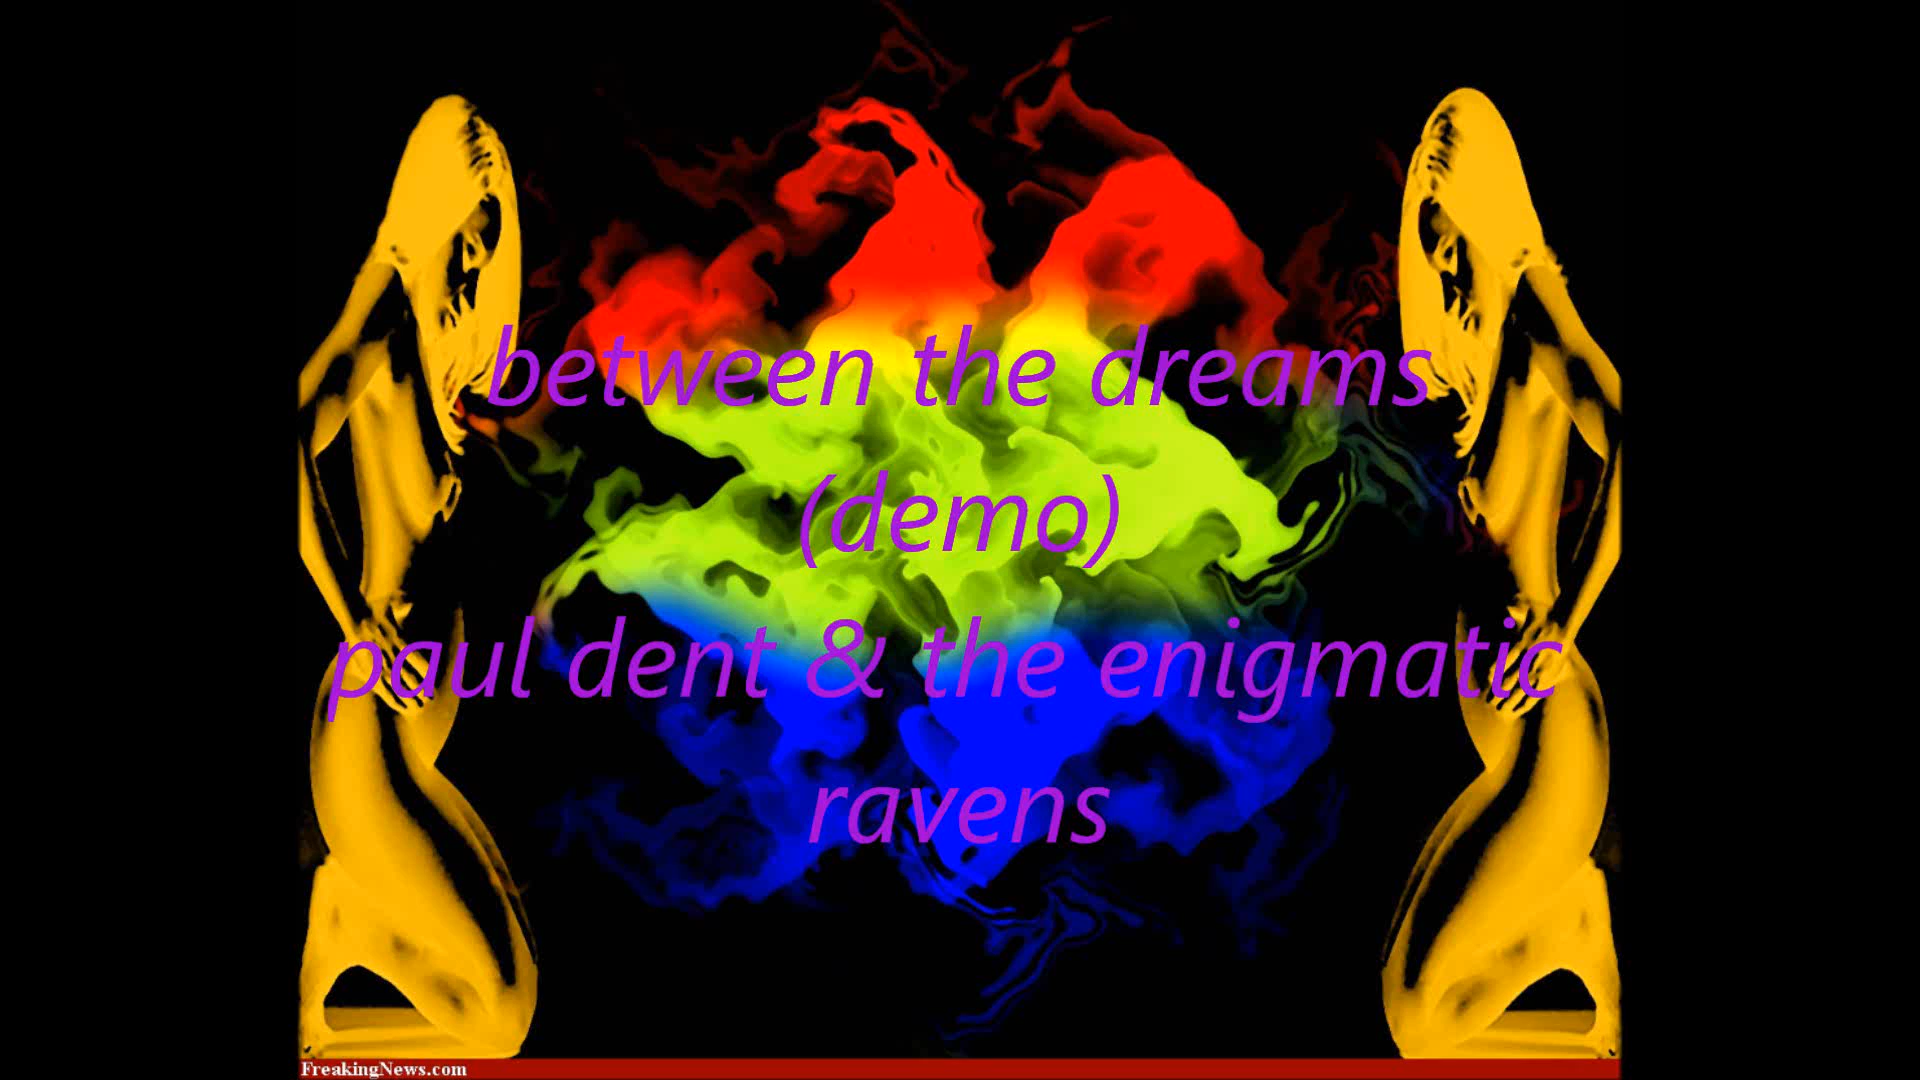 between the dreams
(demo)
paul dent & the enigmatic
ravens
FreakingNews.com